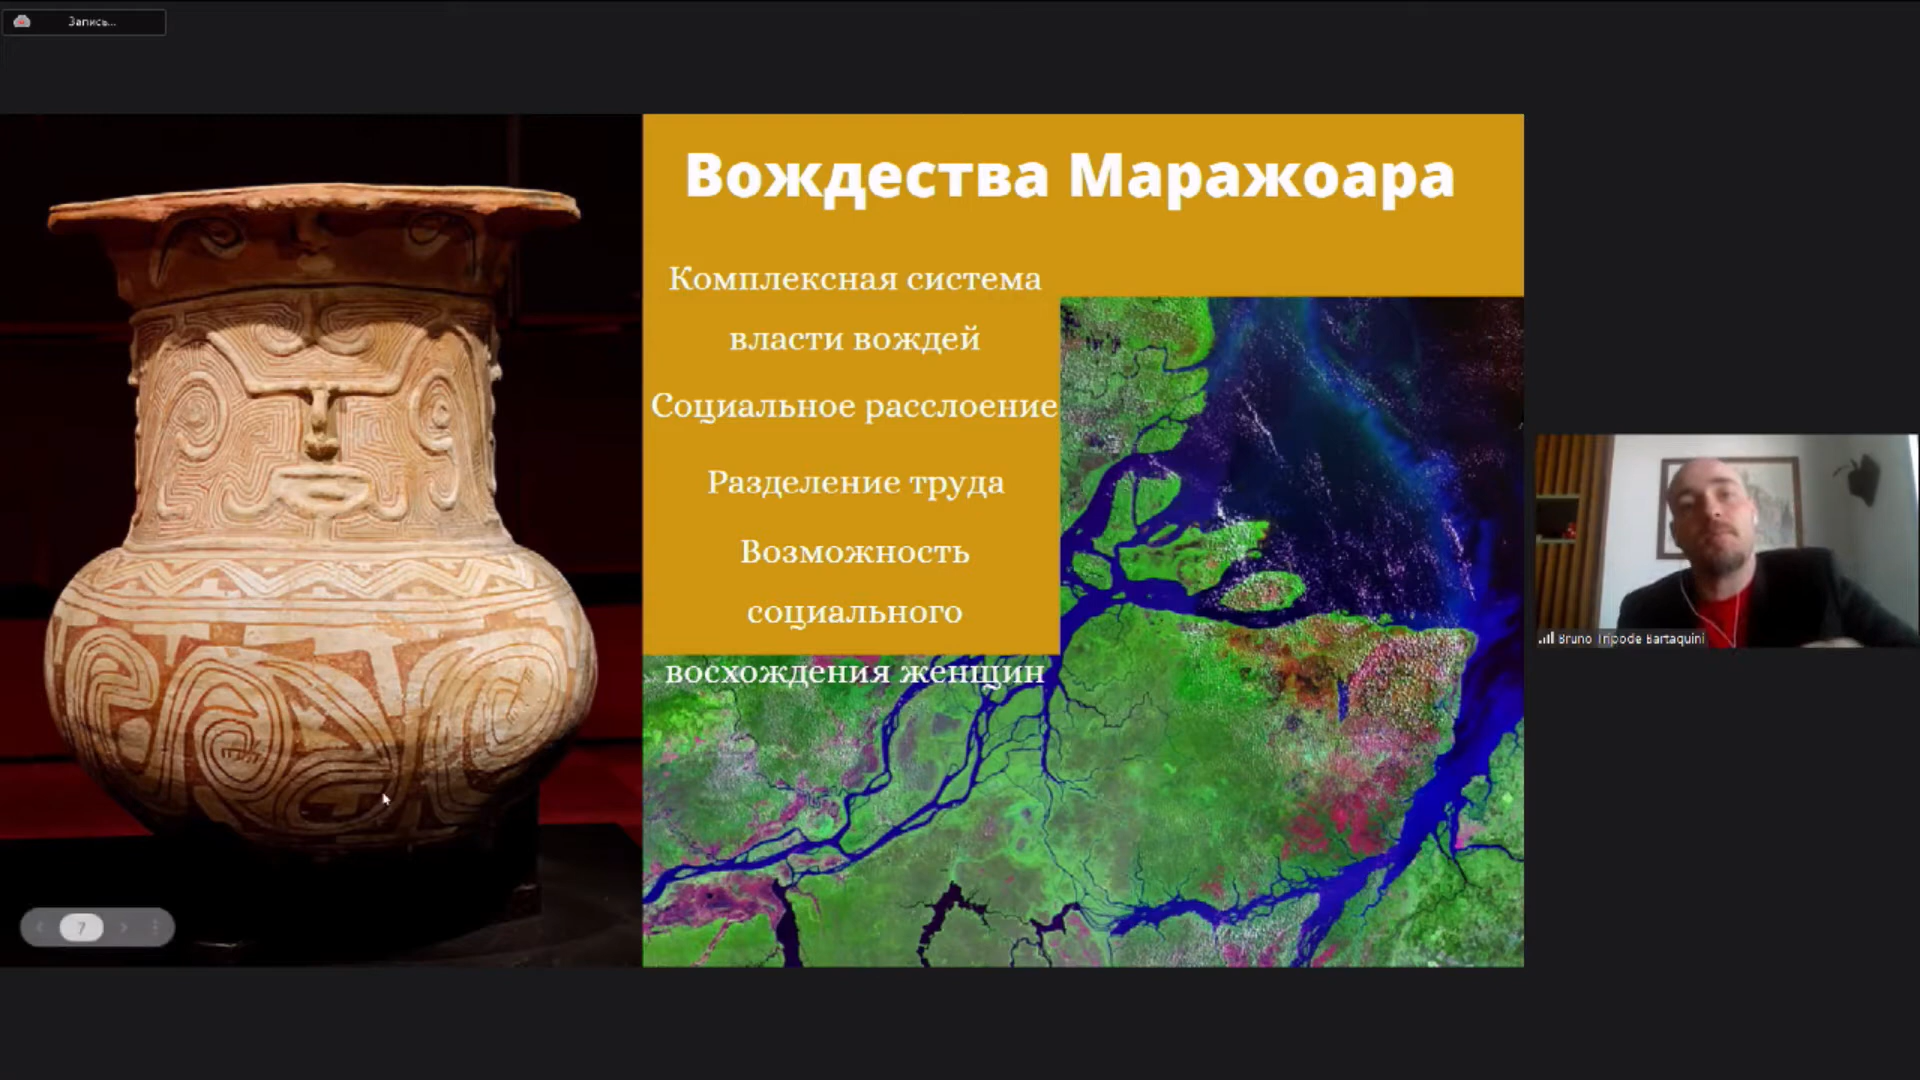 Запись...
Вождества Маражоара
Комплексная система
власти вождей
Социальное расслоение
Разделение труда
Возможность
социального
восхождения женщин
Bruno Tripode Bartaquini
7